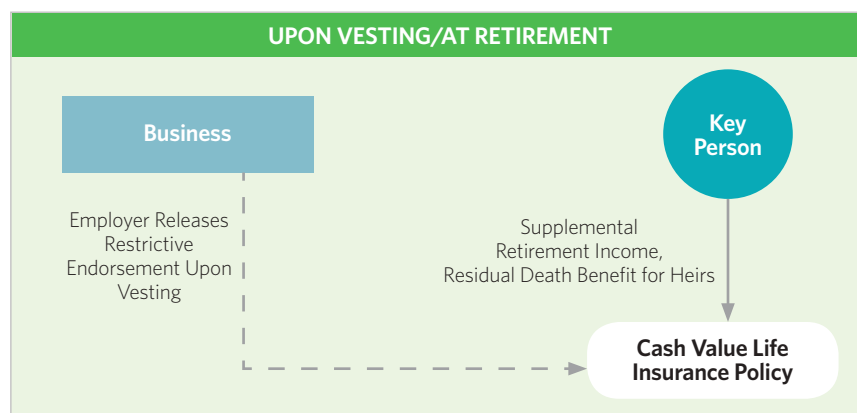 UPON VESTING/AT RETIREMENT
Business
Key
Person
Employer Releases
Restrictive
Endorsement Upon
Vesting
Supplemental
Retirement Income,
Residual Death Benefit for Heirs
Cash Value Life
Insurance Policy